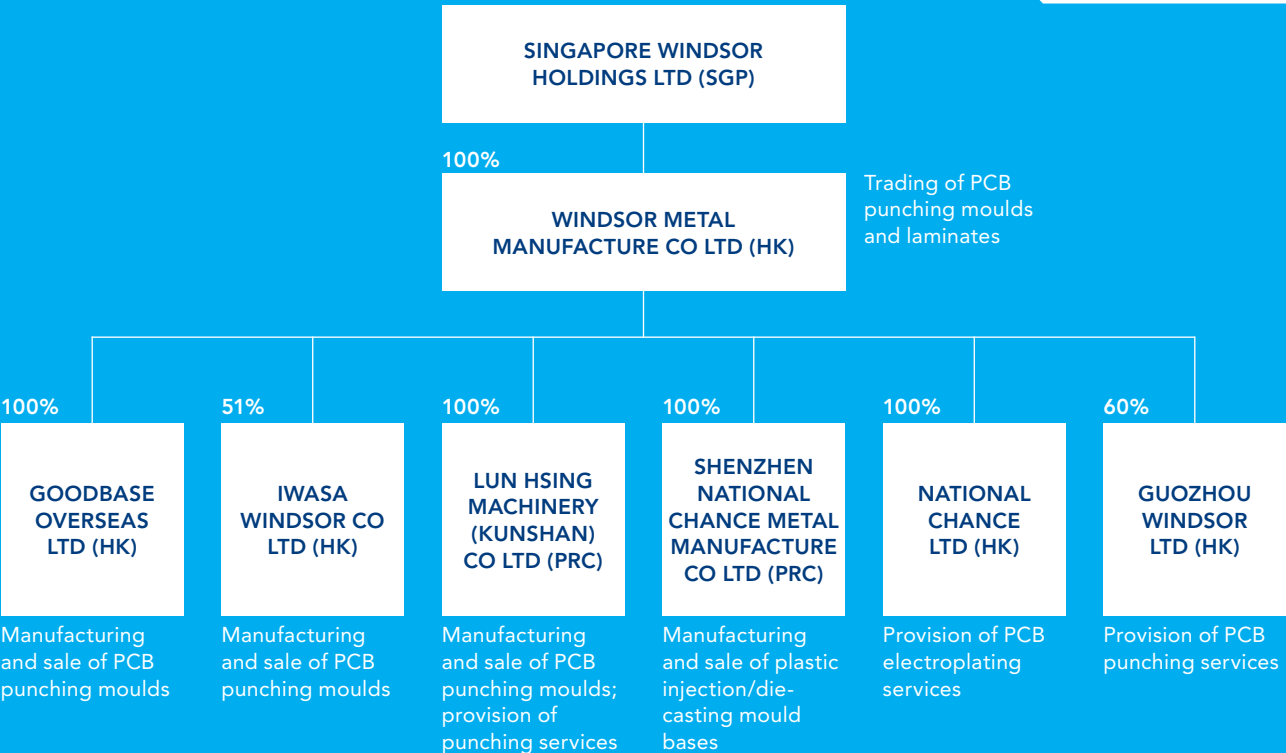 SINGAPORE WINDSOR
HOLDINGS LTD (SGP)
100%
WINDSOR METAL
MANUFACTURE CO LTD (HK)
Trading of PCB
punching moulds
and laminates
100%
GOODBASE
OVERSEAS
LTD (HK)
Manufacturing
and sale of PCB
punching moulds
51%
IWASA
WINDSOR CO
LTD (HK)
Manufacturing
and sale of PCB
punching moulds
100%
LUN HSING
MACHINERY
(KUNSHAN)
CO LTD (PRC)
Manufacturing
and sale of PCB
punching moulds;
provision of
punching services
100%
SHENZHEN
NATIONAL
CHANCE METAL
MANUFACTURE
CO LTD (PRC)
Manufacturing
and sale of plastic
injection/die-
casting mould
bases
100%
NATIONAL
CHANCE
LTD (HK)
Provision of PCB
electroplating
services
60%
GUOZHOU
WINDSOR
LTD (HK)
Provision of PCB
punching services